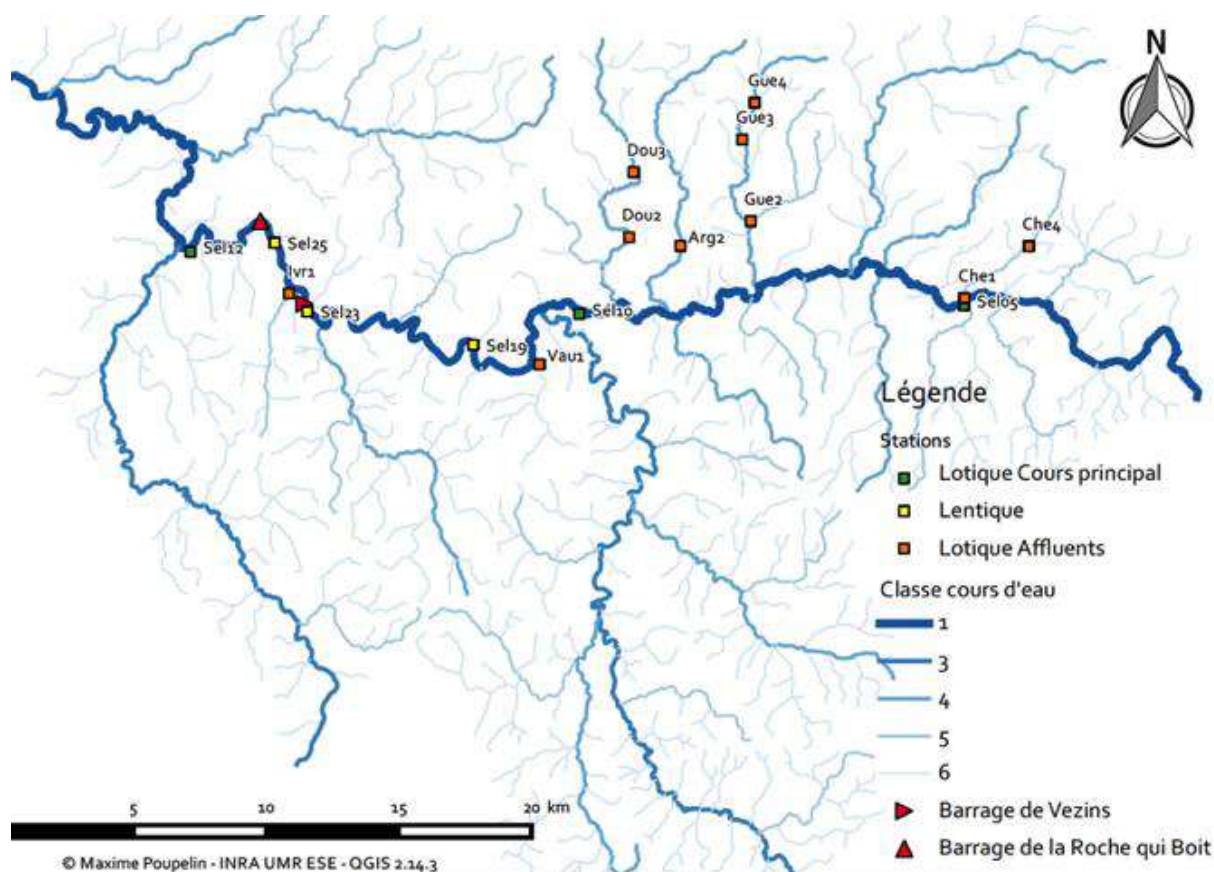 N
Gue4
Gue3
Dou3
Gue2
Dou2
Arg2
Che4
Sel12
Sel25
Ivr1
Che1
Sel05
Sel23
Sel10
Sel19
Vau1
Légende
Stations
Lotique Cours principal
Lentique
Lotique Affluents
Classe cours d'eau
1
3
4
5
6
Barrage de Vezins
Barrage de la Roche qui Boit
5 10 15 20 km
© Maxime Poupelin - INRA UMR ESE - QGIS 2.14.3